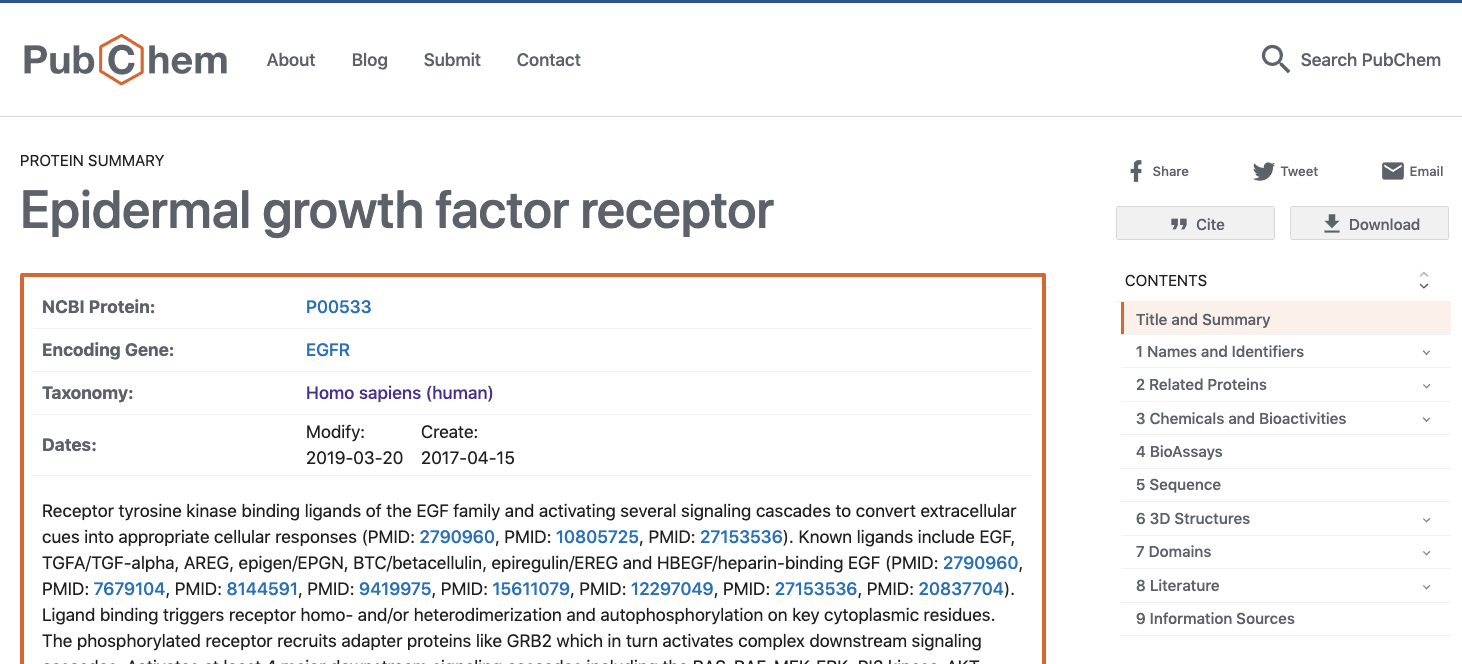 PubChem About Blog Submit Contact Search PubChem
PROTEIN SUMMARY
Epidermal growth factor receptor
Share Tweet Email
Cite Download
NCBI Protein: P00533
Encoding Gene: EGFR
Taxonomy: Homo sapiens (human)
Dates:
Modify: Create:
2019-03-20 2017-04-15
Receptor tyrosine kinase binding ligands of the EGF family and activating several signaling cascades to convert extracellular
cues into appropriate cellular responses (PMID: 2790960, PMID: 10805725, PMID: 27153536). Known ligands include EGF,
TGFA/TGF-alpha, AREG, epigen/EPGN, BTC/betacellulin, epiregulin/EREG and HBEGF/heparin-binding EGF (PMID: 2790960,
PMID: 7679104, PMID: 8144591, PMID: 9419975, PMID: 15611079, PMID: 12297049, PMID: 27153536, PMID: 20837704).
Ligand binding triggers receptor homo- and/or heterodimerization and autophosphorylation on key cytoplasmic residues.
The phosphorylated receptor recruits adapter proteins like GRB2 which in turn activates complex downstream signaling
CONTENTS
Title and Summary
1 Names and Identifiers
2 Related Proteins
3 Chemicals and Bioactivities
4 BioAssays
5 Sequence
6 3D Structures
7 Domains
8 Literature
9 Information Sources